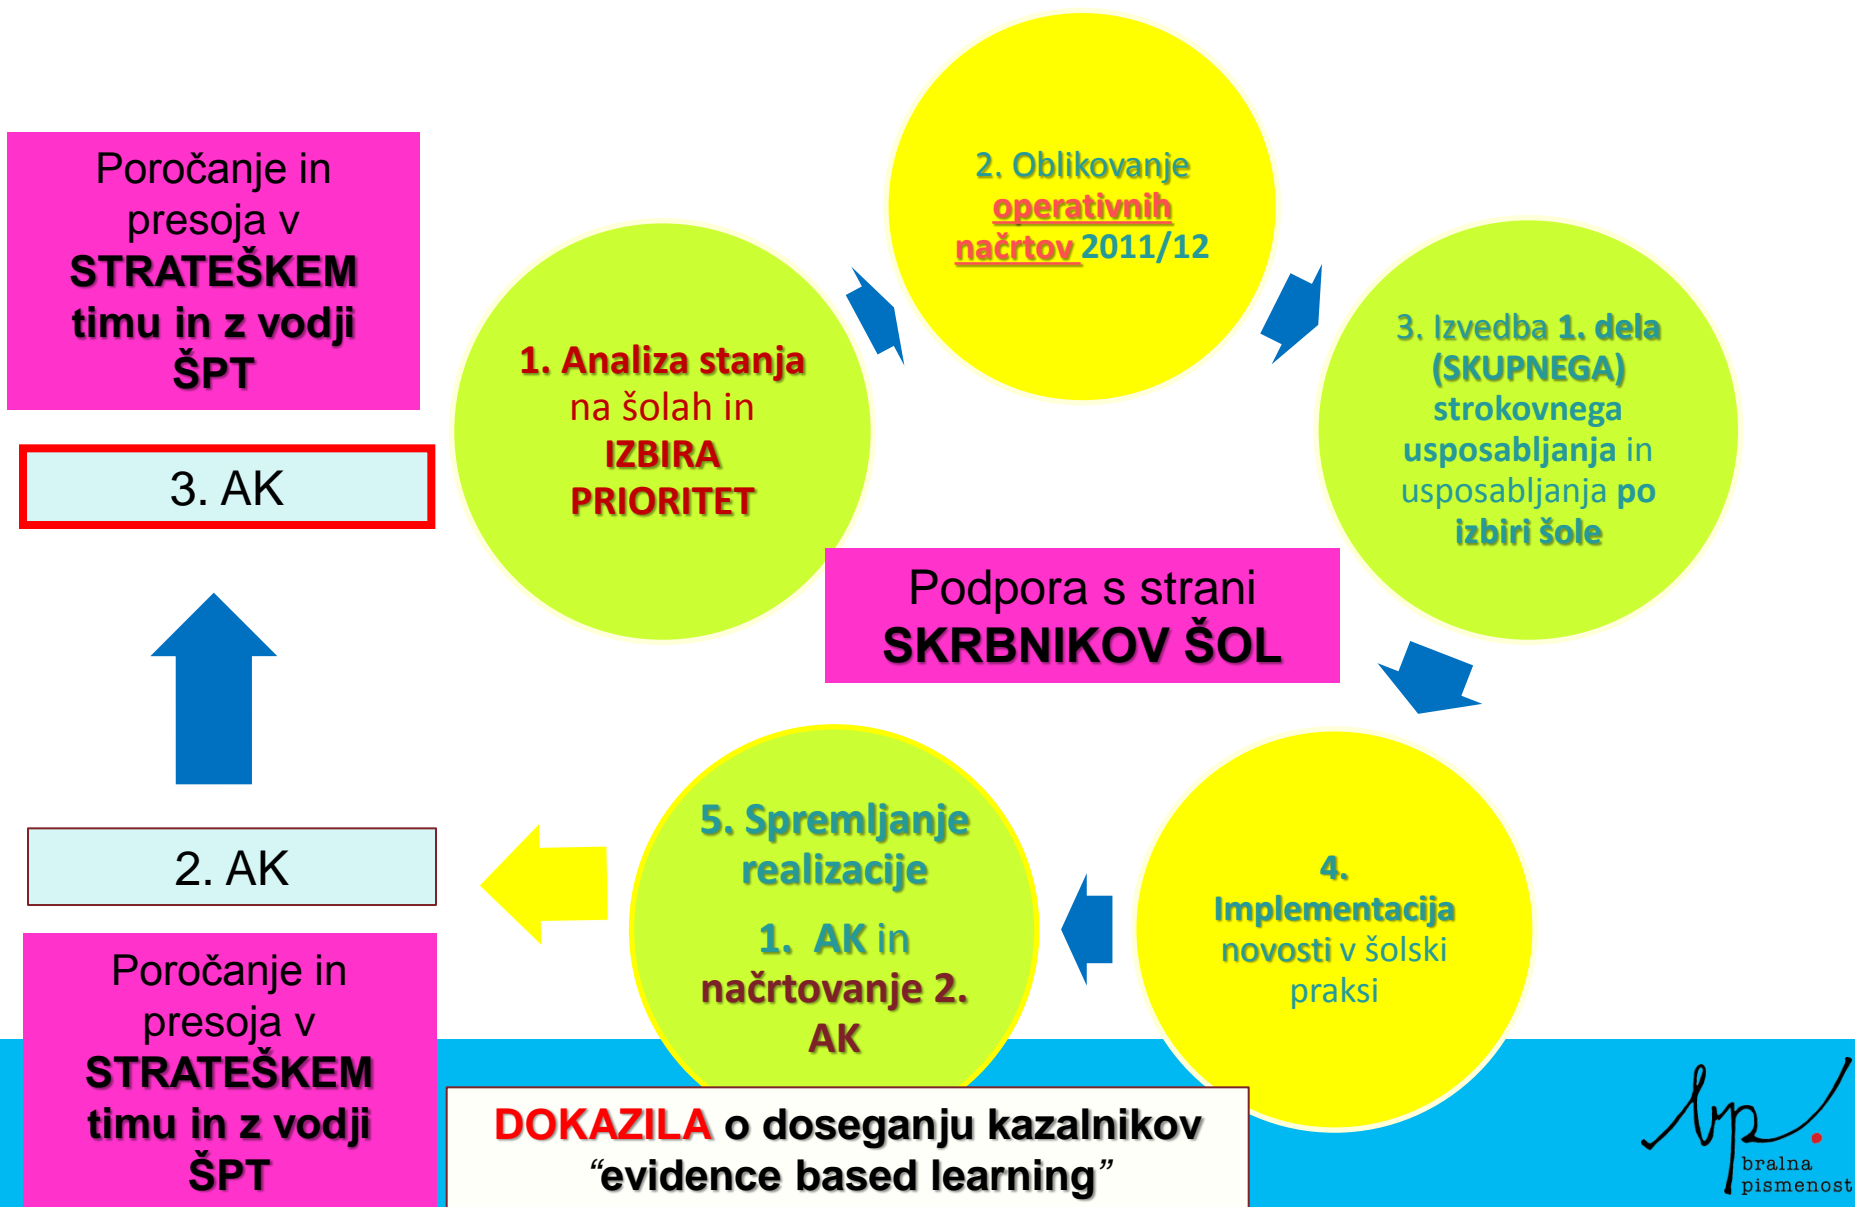 Poročanje in
presoja v
STRATEŠKEM
timu in z vodji
ŠPT
3. AK
2. AK
Poročanje in
presoja v
STRATEŠKEM
timu in z vodji
ŠPT
1. Analiza stanja
na šolah in
IZBIRA
PRIORITET
2. Oblikovanje
operativnih
načrtov 2011/12
3. Izvedba 1. dela
(SKUPNEGA)
strokovnega
usposabljanja in
usposabljanja po
izbiri šole
Podpora s strani
SKRBNIKOV ŠOL
4.
Implementacija
novosti v šolski
praksi
5. Spremljanje
realizacije
1. AK in
načrtovanje 2.
AK
DOKAZILA o doseganju kazalnikov
“evidence based learning”
bp.
bralna
pismenost